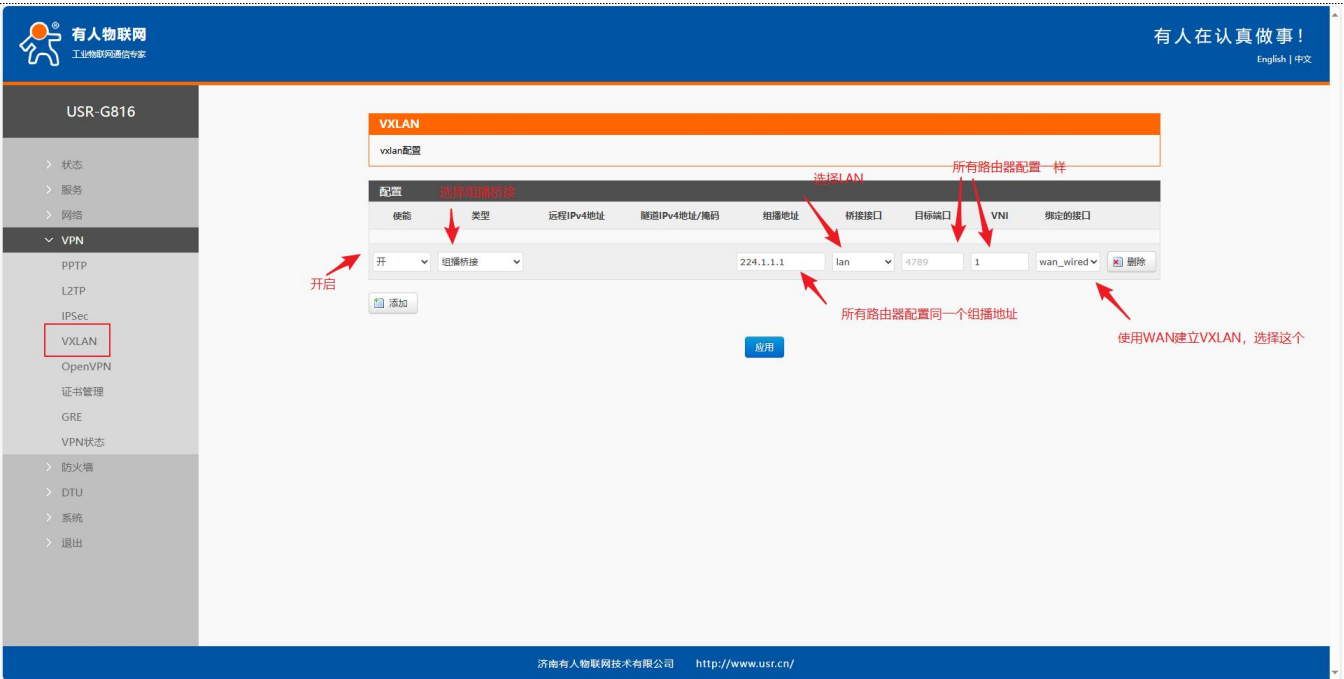 有人物联网
工业物联网通信专家
有人在认真做事！
English | 中文
USR-G816
状态
服务
网络
VPN
PPTP
L2TP
IPSec
VXLAN
OpenVPN
证书管理
GRE
VPN状态
防火墙
DTU
系统
退出
VXLAN
vxlan配置
所有路由器配置一样
选择LAN
配置 选择组播桥接
使能 类型 远程IPv4地址 隧道IPv4地址/掩码 组播地址 桥接接口 目标端口 VNI 绑定的接口
开 组播桥接 224.1.1.1 lan 4789 1 wan_wired 删除
开启
添加
所有路由器配置同一个组播地址
使用WAN建立VXLAN，选择这个
应用
济南有人物联网技术有限公司 http://www.usr.cn/